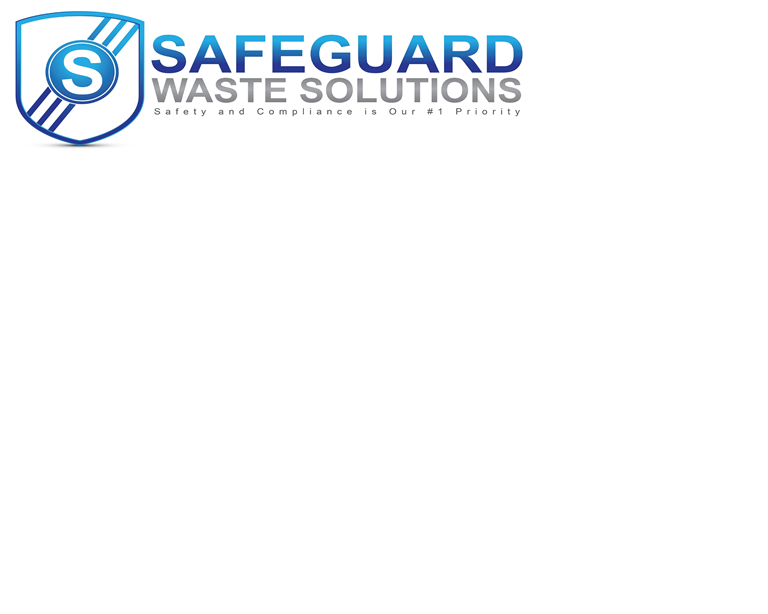 S
SAFEGUARD
WASTE SOLUTIONS
Safety and Compliance is Our #1 Priority